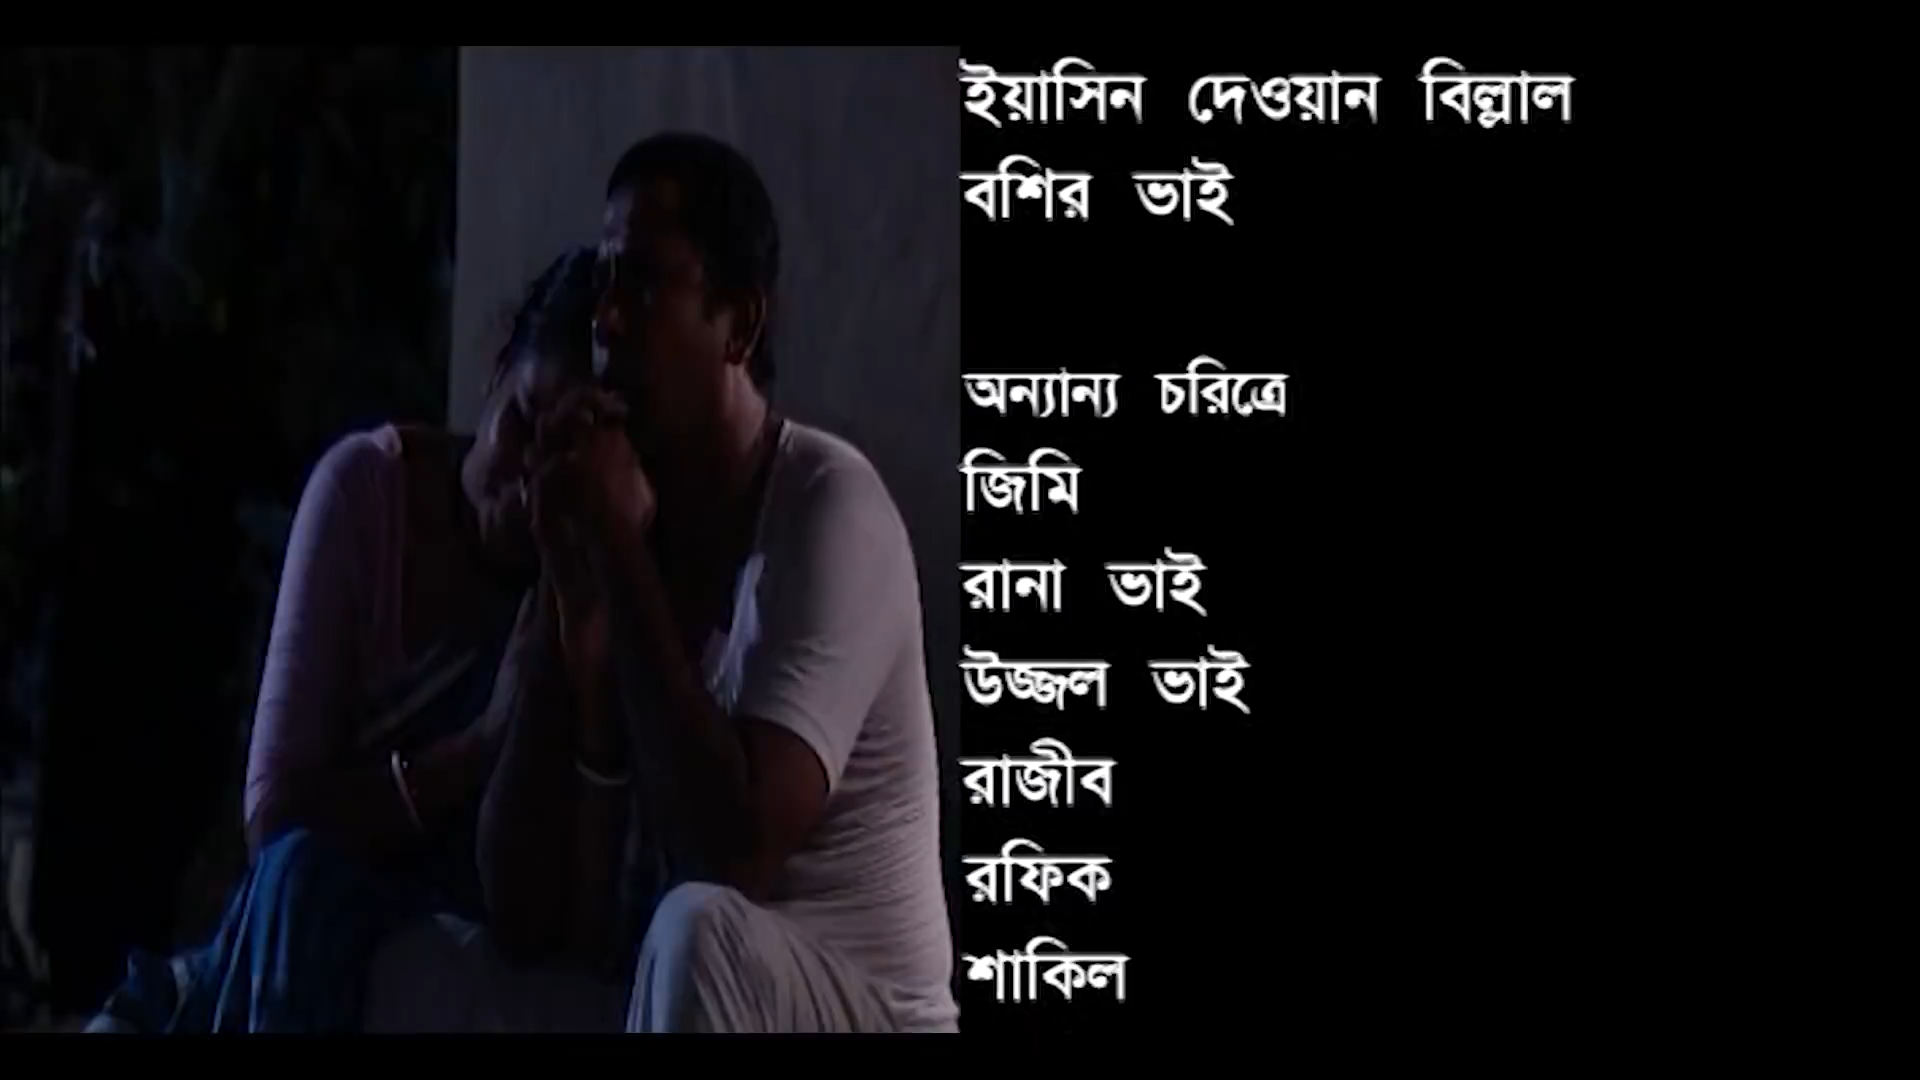 ইয়াসিন দেওয়ান বিল্লাল
বশির ভাই
অন্যান্য চরিত্রে
জিমি
রানা ভাই
উজ্জল ভাই
রাজীব
রফিক
শাকিল